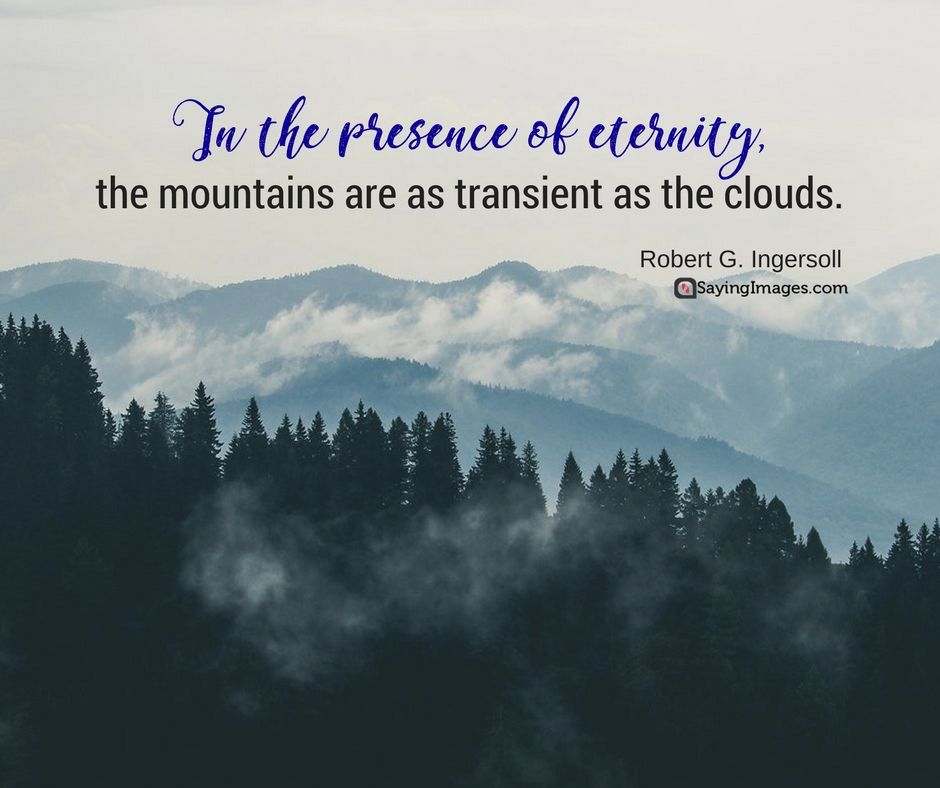 In the presence of eternity,
the mountains are as transient as the clouds.
Robert G. Ingersoll
SayingImages.com